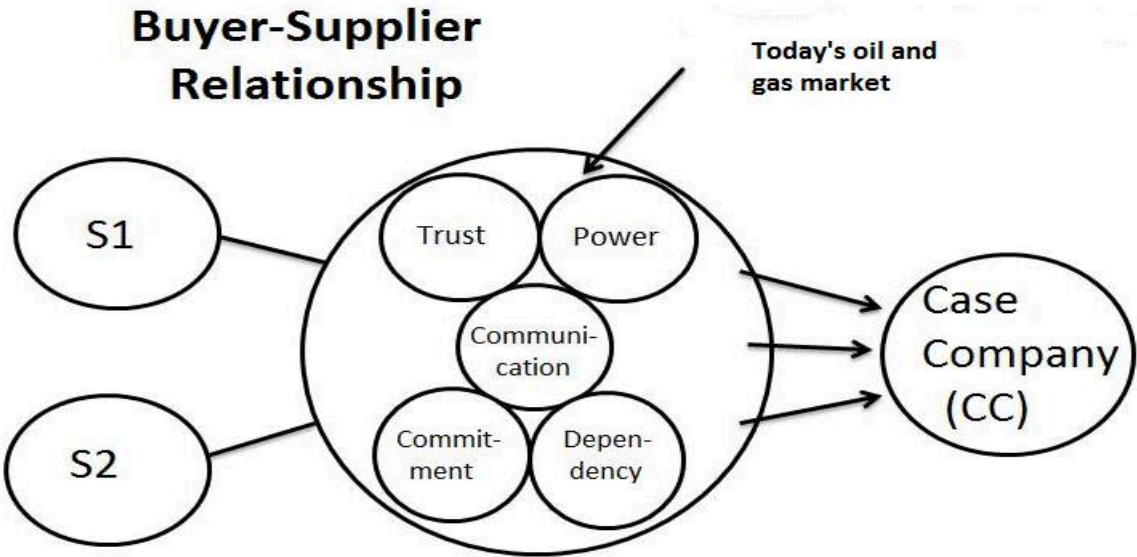 Buyer-Supplier
Relationship
Today's oil and
gas market
S1
Trust
Power
Communi-
cation
Case
Company
(CC)
S2
Commit-
ment
Depen-
dency